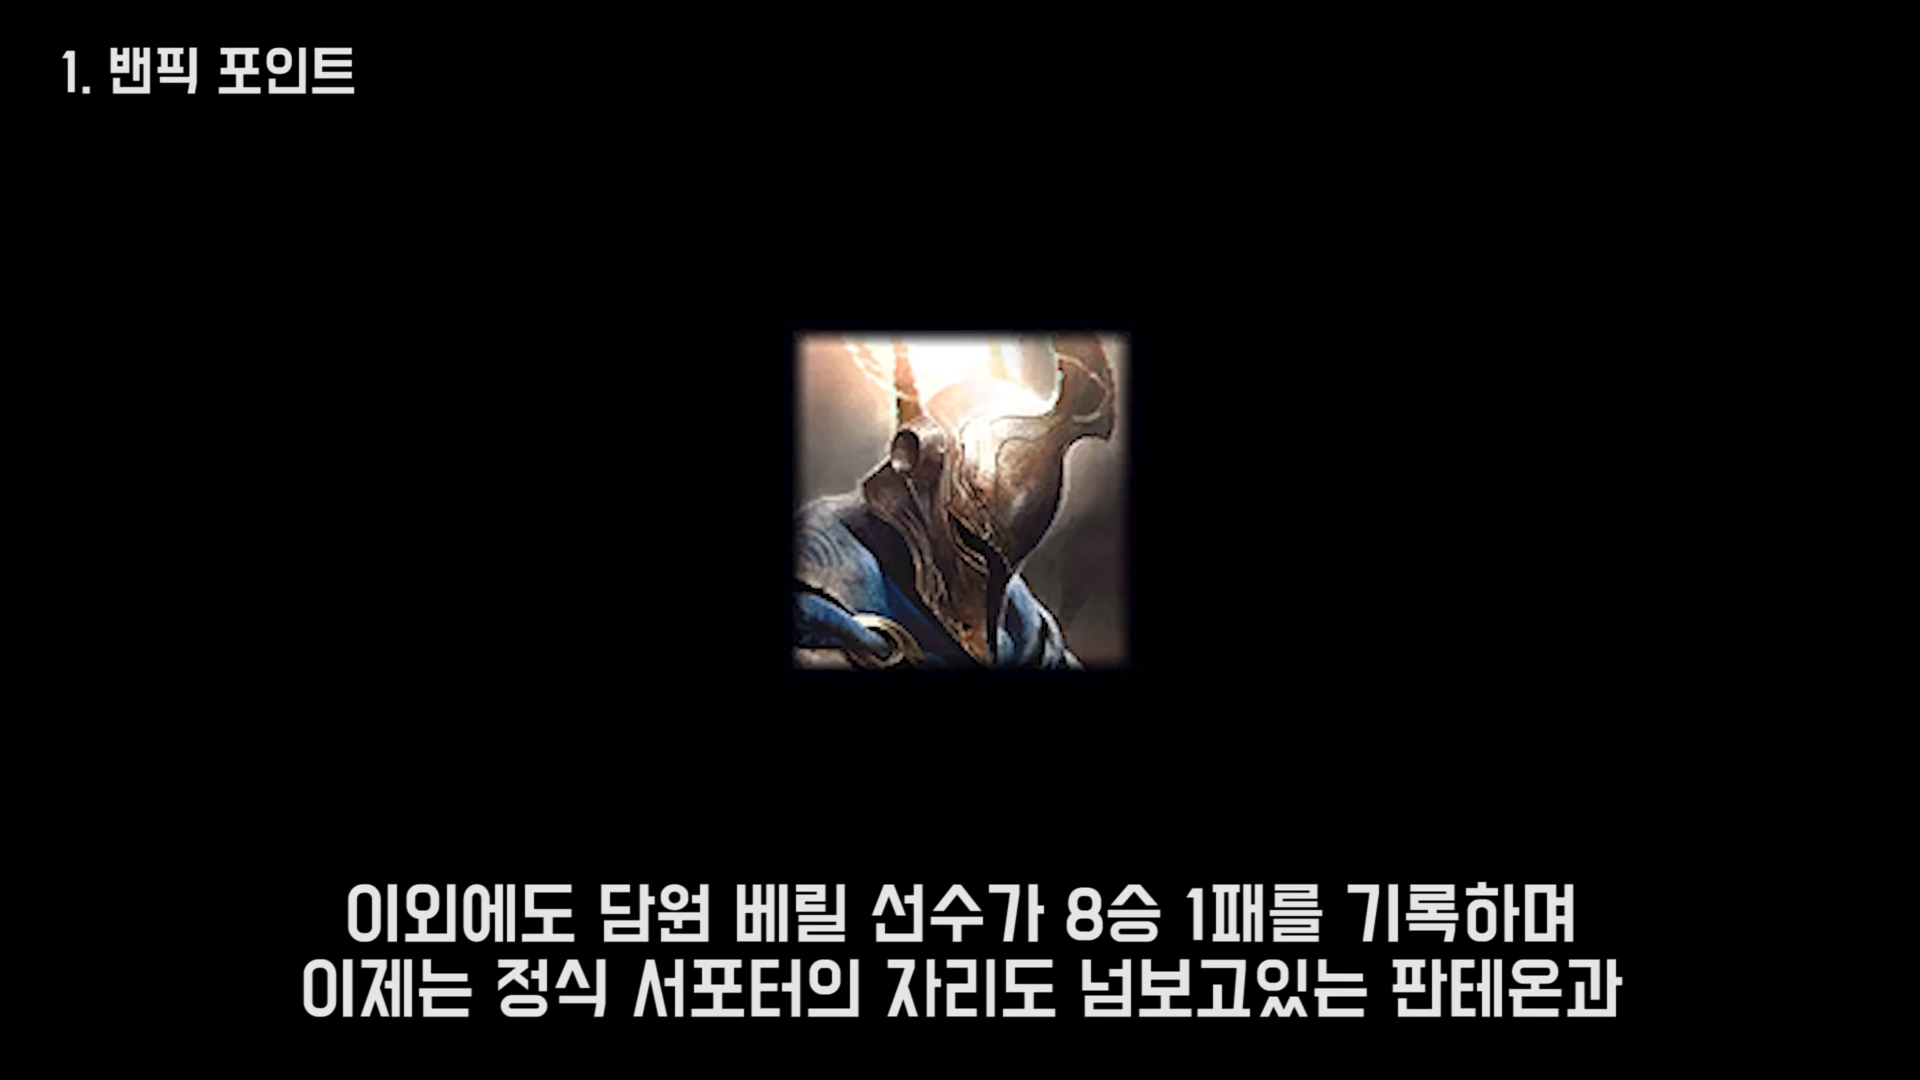 1. 밴픽 포인트
이외에도 담원 베릴 선수가 8승 1패를 기록하며
이제는 정식 서포터의 자리도 넘보고있는 판테온과